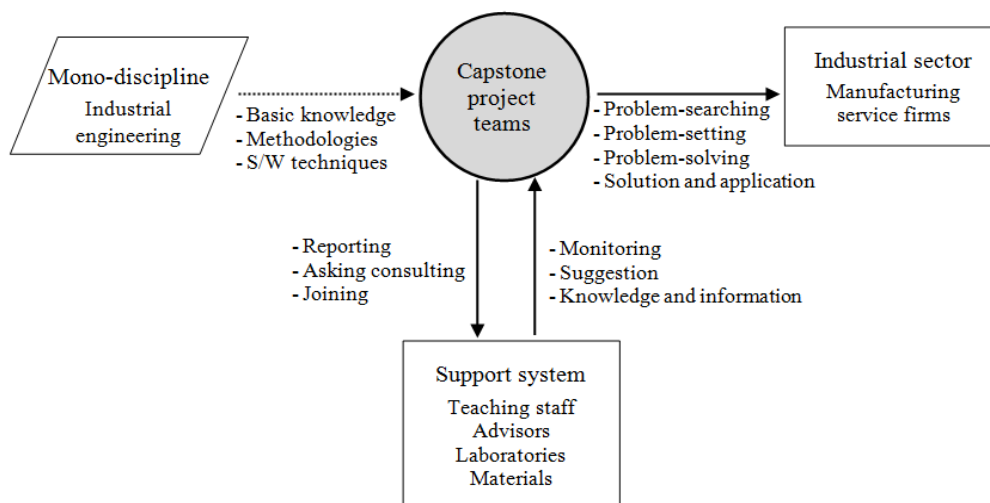 Mono-discipline
Industrial
engineering
- Basic knowledge
- Methodologies
- S/W techniques
Capstone
project
teams
- Problem-searching
- Problem-setting
- Problem-solving
- Solution and application
Industrial sector
Manufacturing
service firms
- Reporting
- Asking consulting
- Joining
- Monitoring
- Suggestion
- Knowledge and information
Support system
Teaching staff
Advisors
Laboratories
Materials